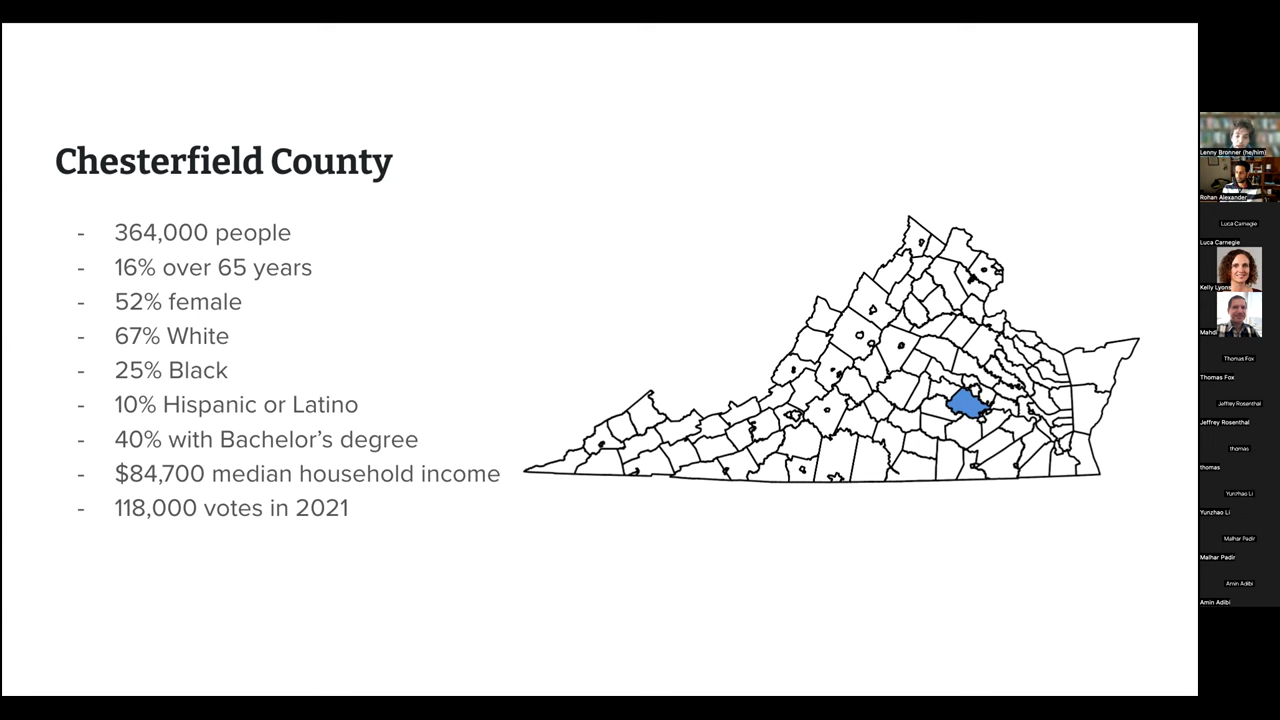 Chesterfield County
- 364,000 people
- 16% over 65 years
- 52% female
- 67% White
- 25% Black
- 10% Hispanic or Latino
- 40% with Bachelor’s degree
- $84,700 median household income
- 118,000 votes in 2021
Lenny Bronner (he/him)
Rohan Alexander
Luca Carnegie
Luca Carnegie
Kelly Lyons
Mahdi
Thomas Fox
Thomas Fox
Jeffrey Rosenthal
Jeffrey Rosenthal
thomas
thomas
Yunzhao Li
Yunzhao Li
Malhar Padir
Malhar Padir
Amin Adibi
Amin Adibi